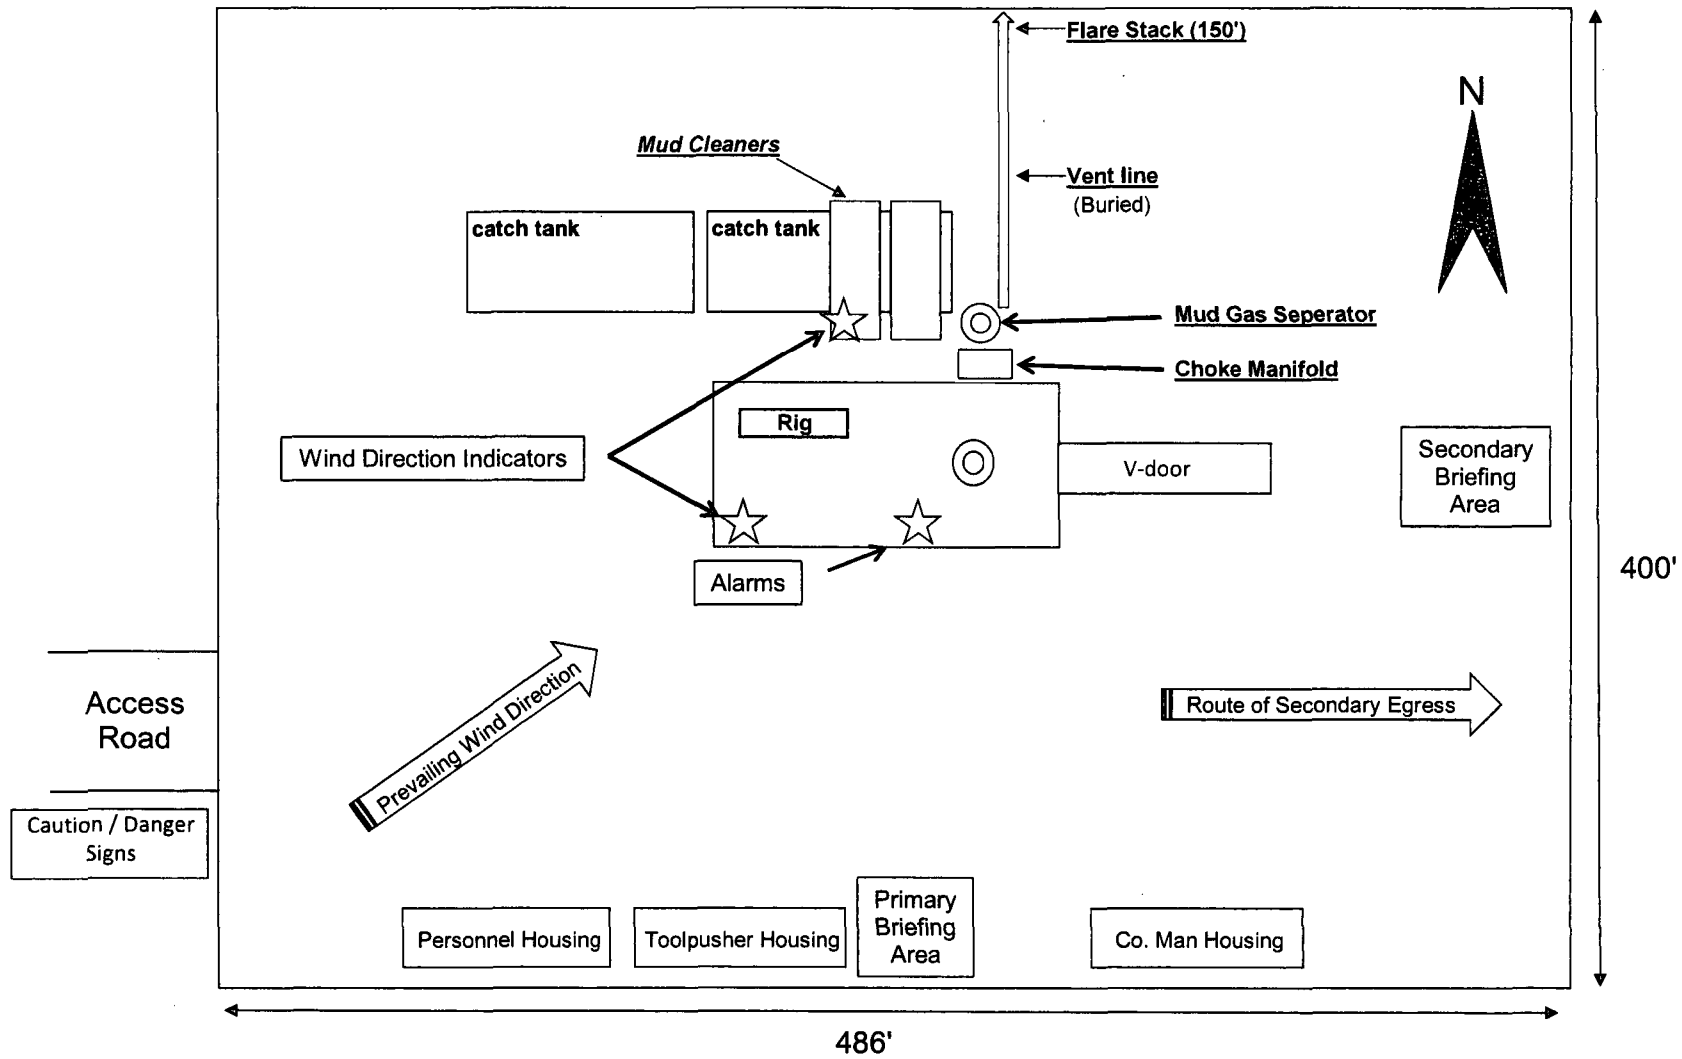 Flare Stack (150')
N
Mud Cleaners
Vent line
(Buried)
catch tank
catch tank
Mud Gas Seperator
Choke Manifold
Rig
Wind Direction Indicators
V-door
Secondary
Briefing
Area
Alarms
400'
Access
Road
Prevailing Wind Direction
Route of Secondary Egress
Caution / Danger
Signs
Primary
Briefing
Area
Personnel Housing
Toolpusher Housing
Co. Man Housing
486'